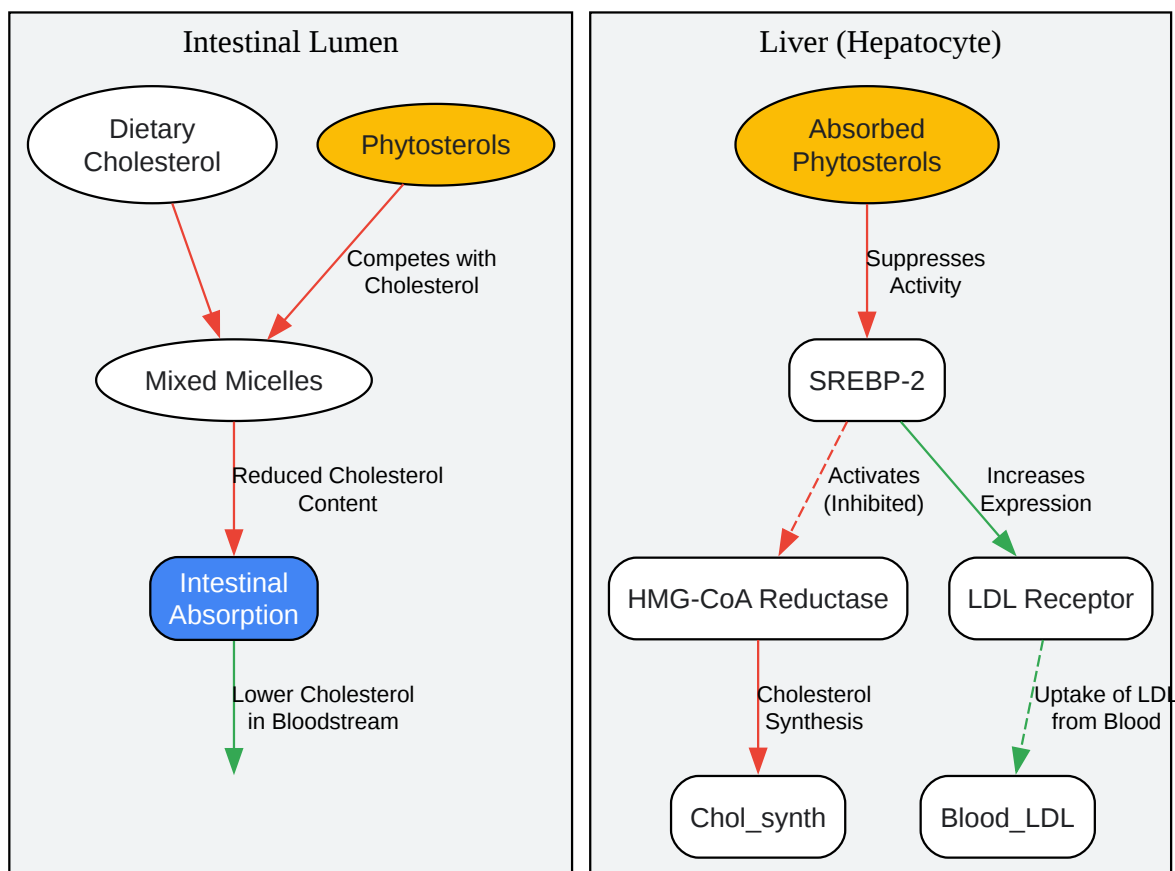 Intestinal Lumen
Dietary
Cholesterol
Phytosterols
Competes with
Cholesterol
Mixed Micelles
Reduced Cholesterol
Content
Intestinal
Absorption
Lower Cholesterol
in Bloodstream
Liver (Hepatocyte)
Absorbed
Phytosterols
Suppresses
Activity
SREBP-2
Activates
(Inhibited)
Increases
Expression
HMG-CoA Reductase
LDL Receptor
Cholesterol
Synthesis
Uptake of LDL
from Blood
Chol_synth
Blood_LDL